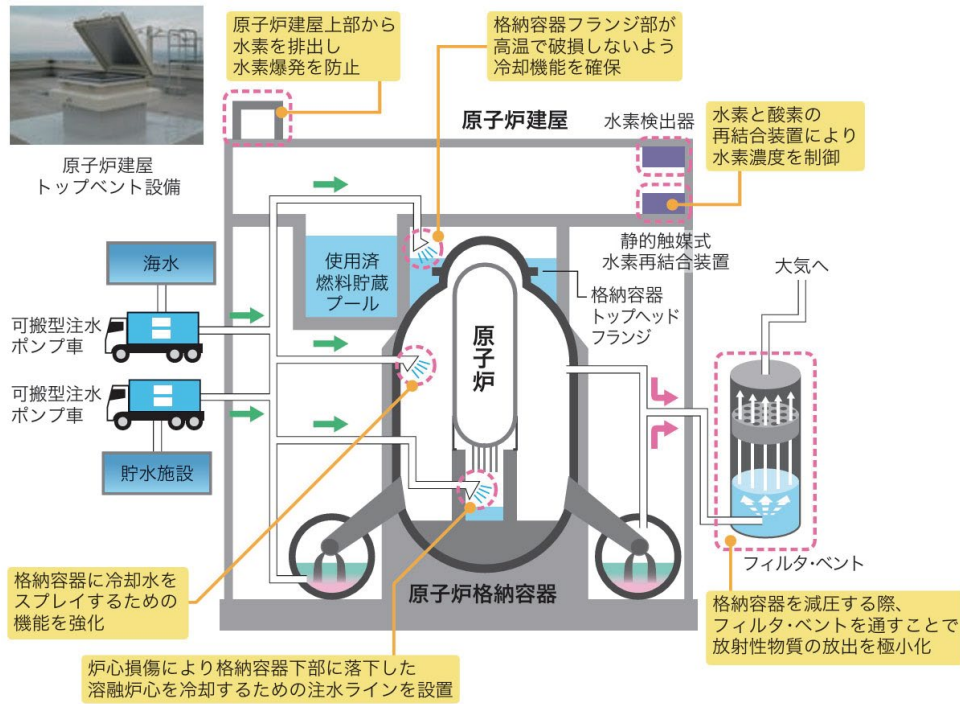 原子炉建屋上部から
水素を排出し
水素爆発を防止
格納容器フランジ部が
高温で破損しないよう
冷却機能を確保
原子炉建屋
トップベント設備
原子炉建屋
水素検出器
水素と酸素の
再結合装置により
水素濃度を制御
静的触媒式
水素再結合装置
海水
使用済
燃料貯蔵
プール
格納容器
トップヘッド
フランジ
大気へ
可搬型注水
ポンプ車
原子炉
可搬型注水
ポンプ車
貯水施設
フィルタ・ベント
原子炉格納容器
格納容器に冷却水を
スプレイするための
機能を強化
格納容器を減圧する際、
フィルタ・ベントを通すことで
放射性物質の放出を極小化
炉心損傷により格納容器下部に落下した
溶融炉心を冷却するための注水ラインを設置